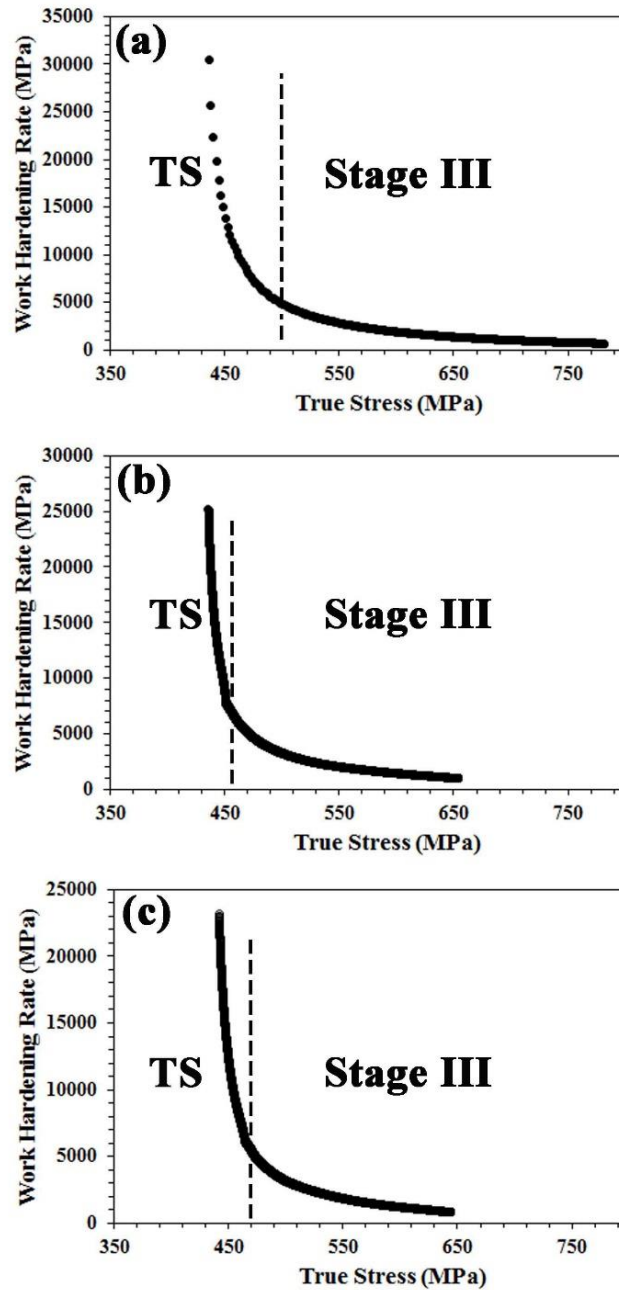 (a)
Work Hardening Rate (MPa)
35000
30000
25000
20000
15000
10000
5000
0
TS
Stage III
350
450
550
650
750
True Stress (MPa)
(b)
Work Hardening Rate (MPa)
30000
25000
20000
15000
10000
5000
0
TS
Stage III
350
450
550
650
750
True Stress (MPa)
(c)
Work Hardening Rate (MPa)
25000
20000
15000
10000
5000
0
TS
Stage III
350
450
550
650
750
True Stress (MPa)